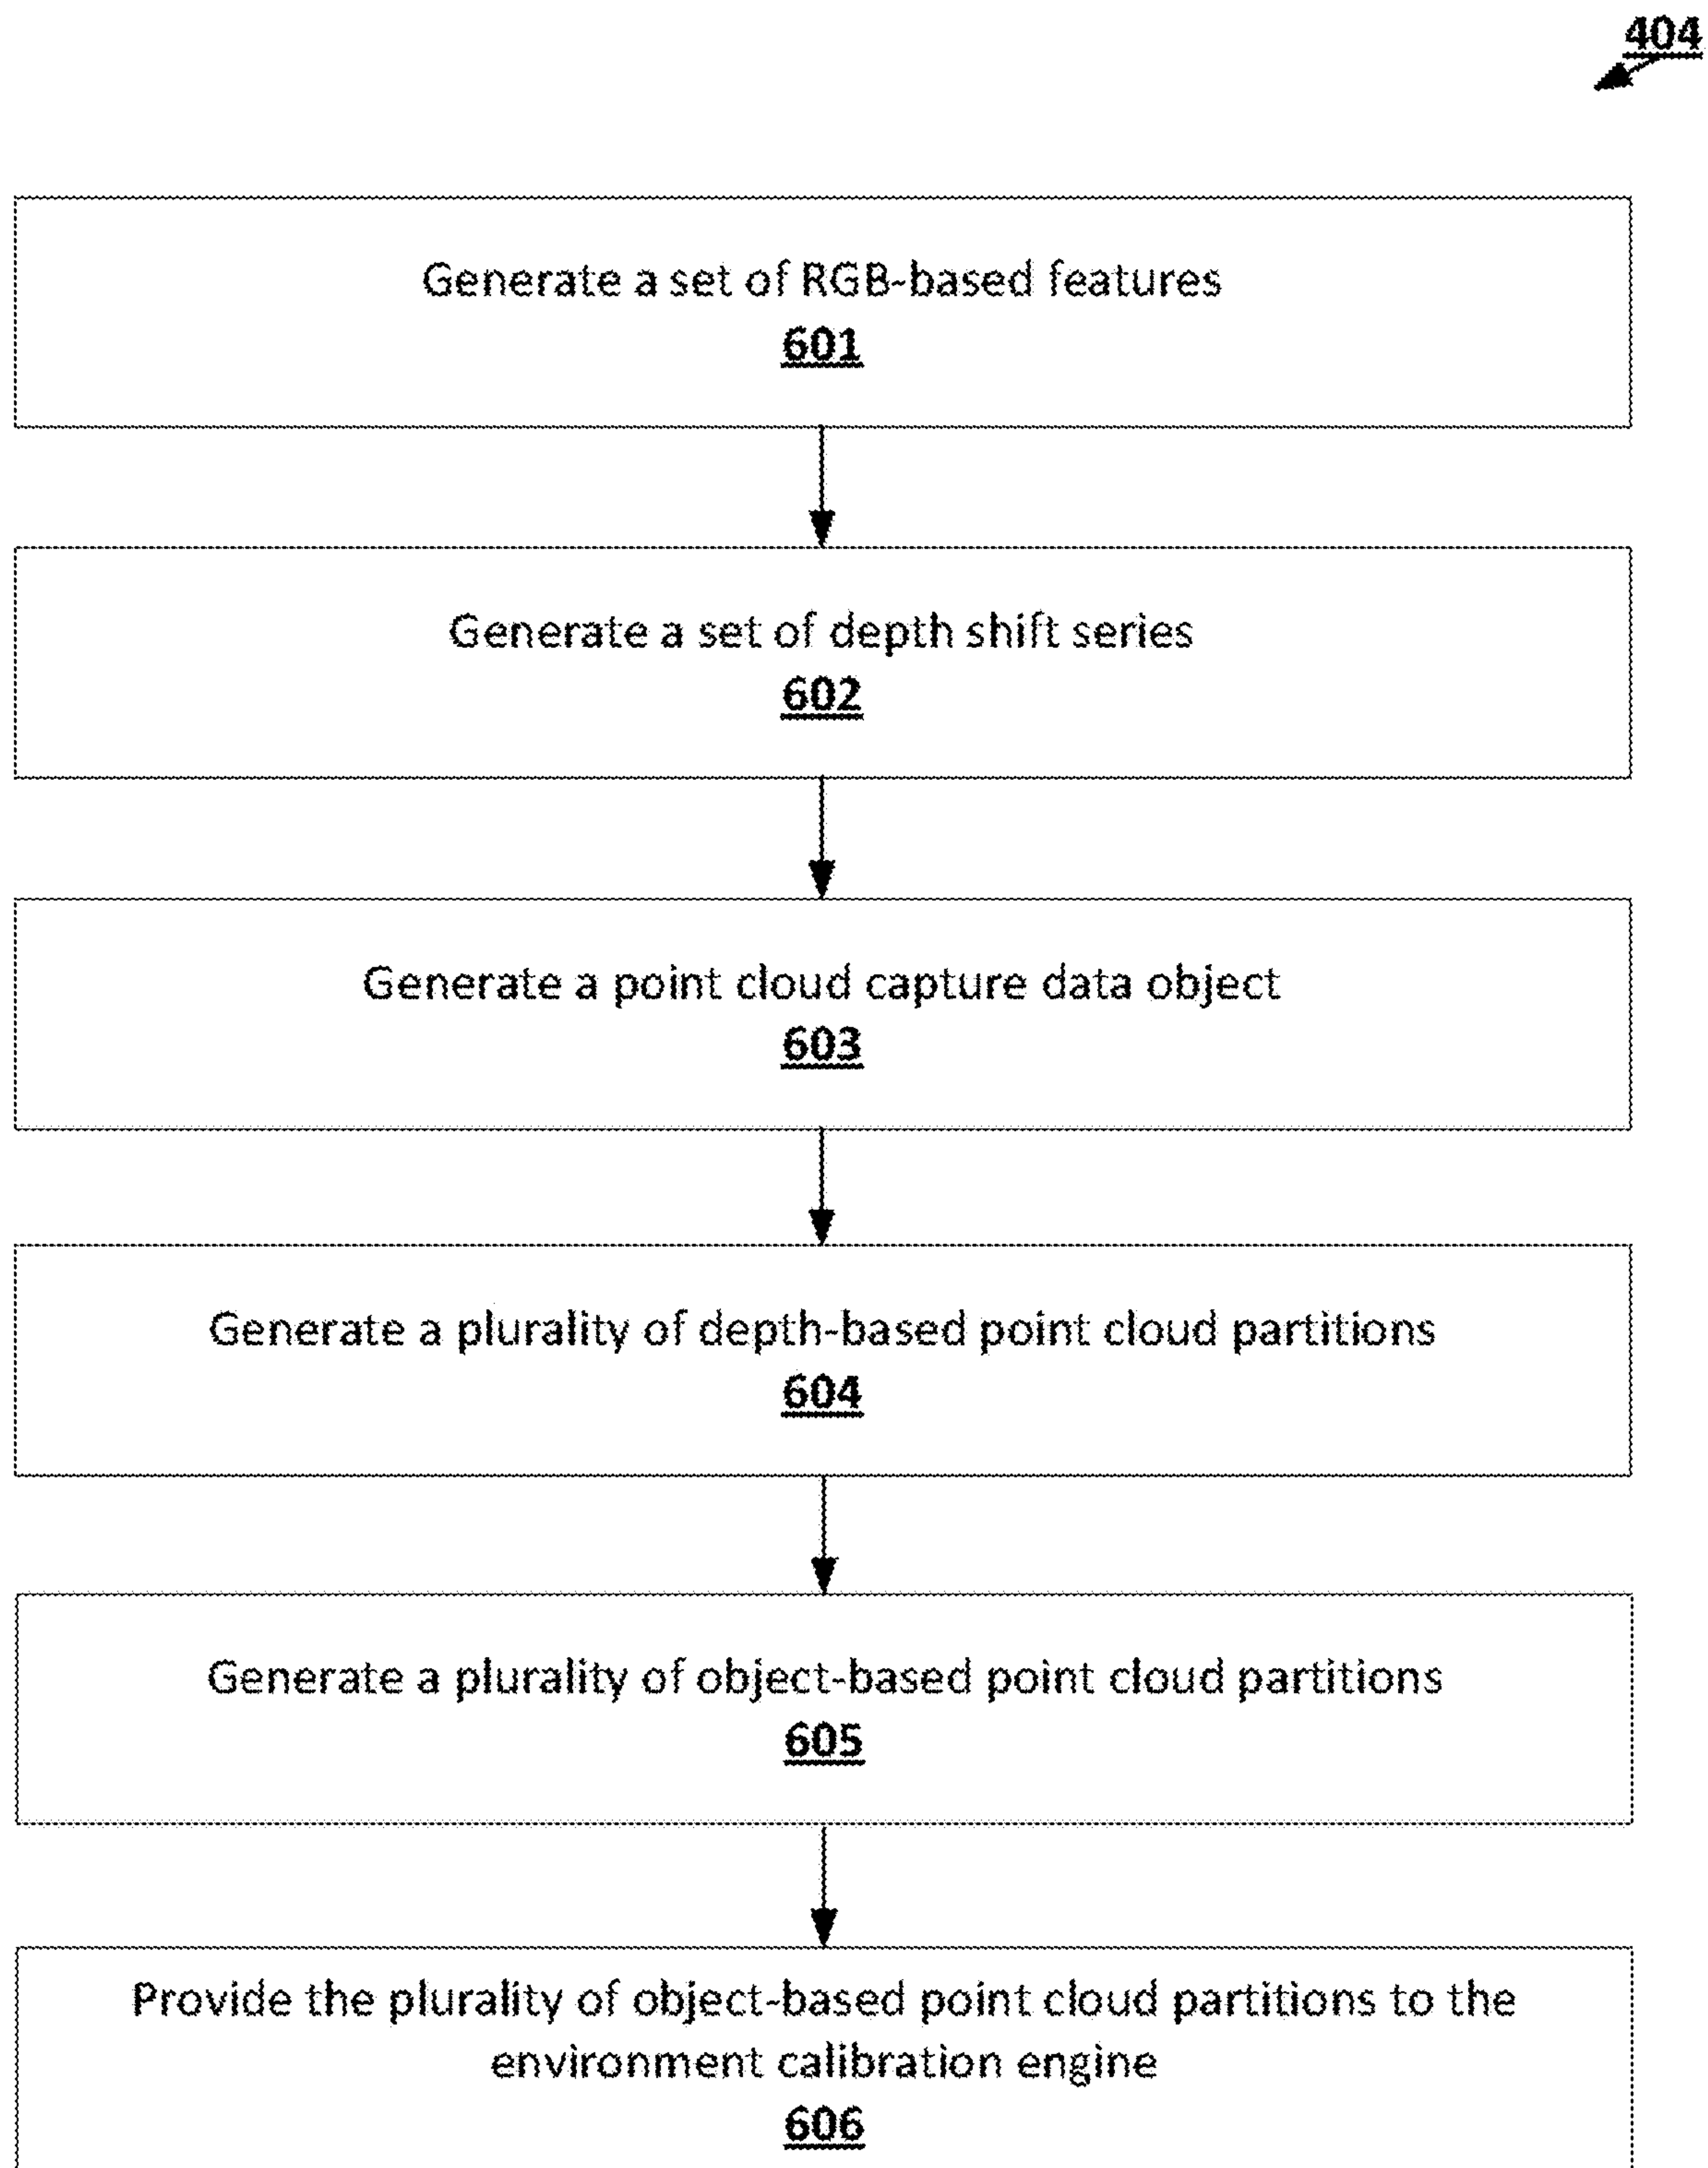 404
Generate a set of RGB-based features
601
Generate a set of depth shift series
602
Generate a point cloud capture data object
603
Generate a plurality of depth-based point cloud partitions
604
Generate a plurality of object-based point cloud partitions
605
Provide the plurality of object-based point cloud partitions to the
environment calibration engine
606